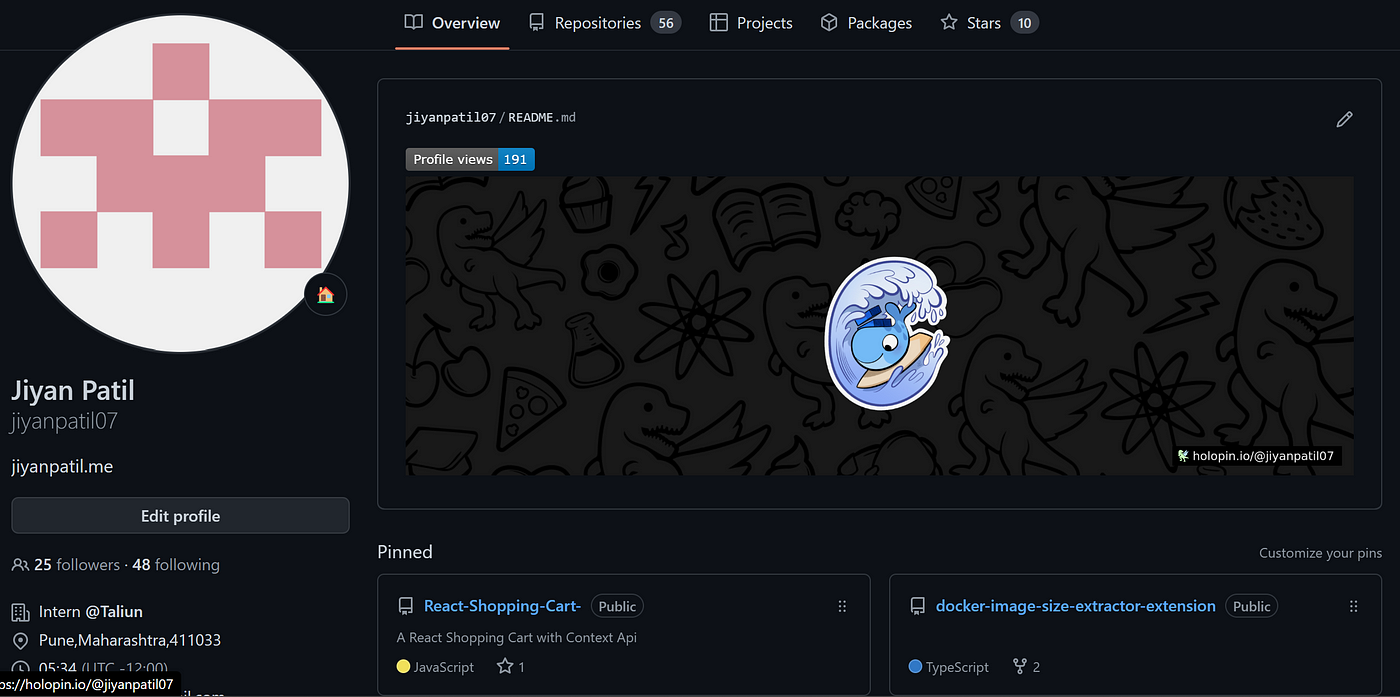 Overview Repositories 56 Projects Packages Stars 10
jiyanpatil07/README.md
Profile views 191
holopin.io/@jiyanpatil07
Jiyan Patil
jiyanpatil07
jiyanpatil.me
Edit profile
25 followers · 48 following
Intern @Taliun
Pune,Maharashtra,411033
05:34 (UTC -12:00)
ps://holopin.io/@jiyanpatil07
Pinned
Customize your pins
React-Shopping-Cart- Public
A React Shopping Cart with Context Api
JavaScript 1
docker-image-size-extractor-extension Public
TypeScript 2